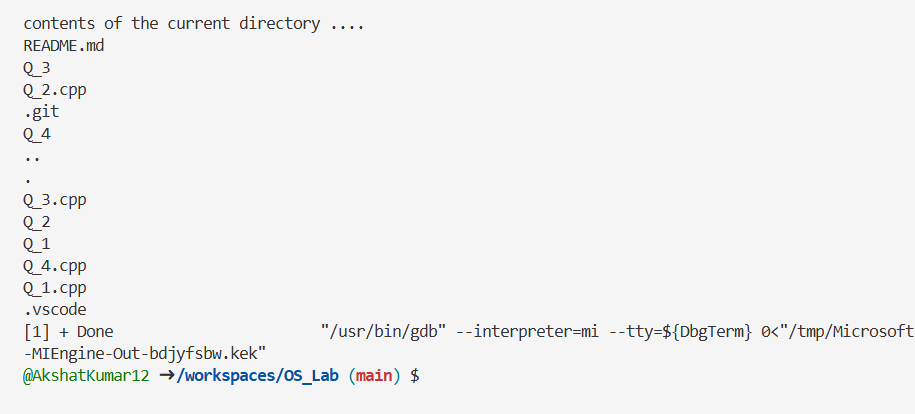 contents of the current directory ....
README.md
Q_3
Q_2.cpp
.git
Q_4
..
.
Q_3.cpp
Q_2
Q_1
Q_4.cpp
Q_1.cpp
.vscode
[1] + Done                       "/usr/bin/gdb" --interpreter=mi --tty=${DbgTerm} 0<"/tmp/Microsoft
-MIEngine-Out-bdjyfsbw.kek"
@AkshatKumar12 ➜/workspaces/OS_Lab (main) $